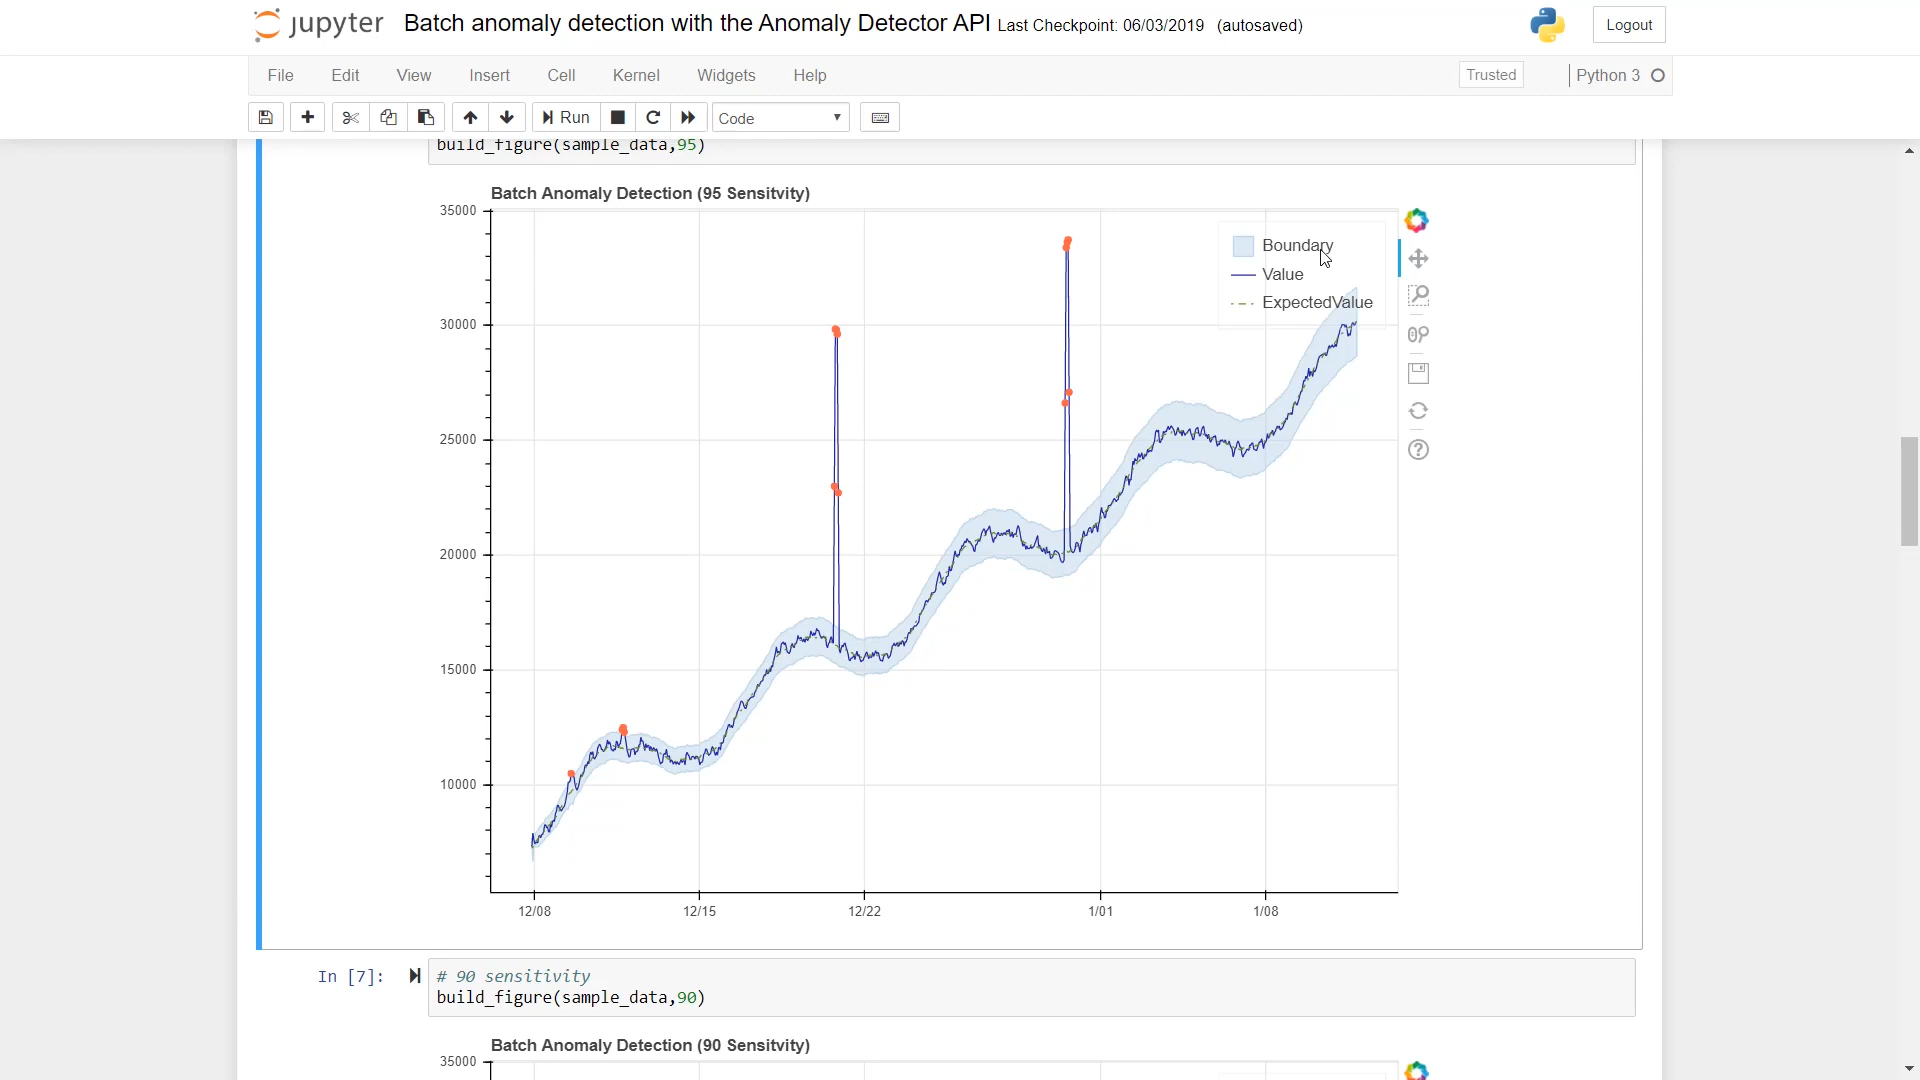 jupyter Batch anomaly detection with the Anomaly Detector API Last Checkpoint: 06/03/2019 (autosaved) Logout
File Edit View Insert Cell Kernel Widgets Help Trusted Python 3
Run Code
build_figure(sample_data,95)
Batch Anomaly Detection (95 Sensitvity)
35000
Boundary
Value
ExpectedValue
30000
25000
20000
15000
10000
12/08 12/15 12/22 1/01 1/08
In [7]: # 90 sensitivity
build_figure(sample_data,90)
Batch Anomaly Detection (90 Sensitvity)
35000